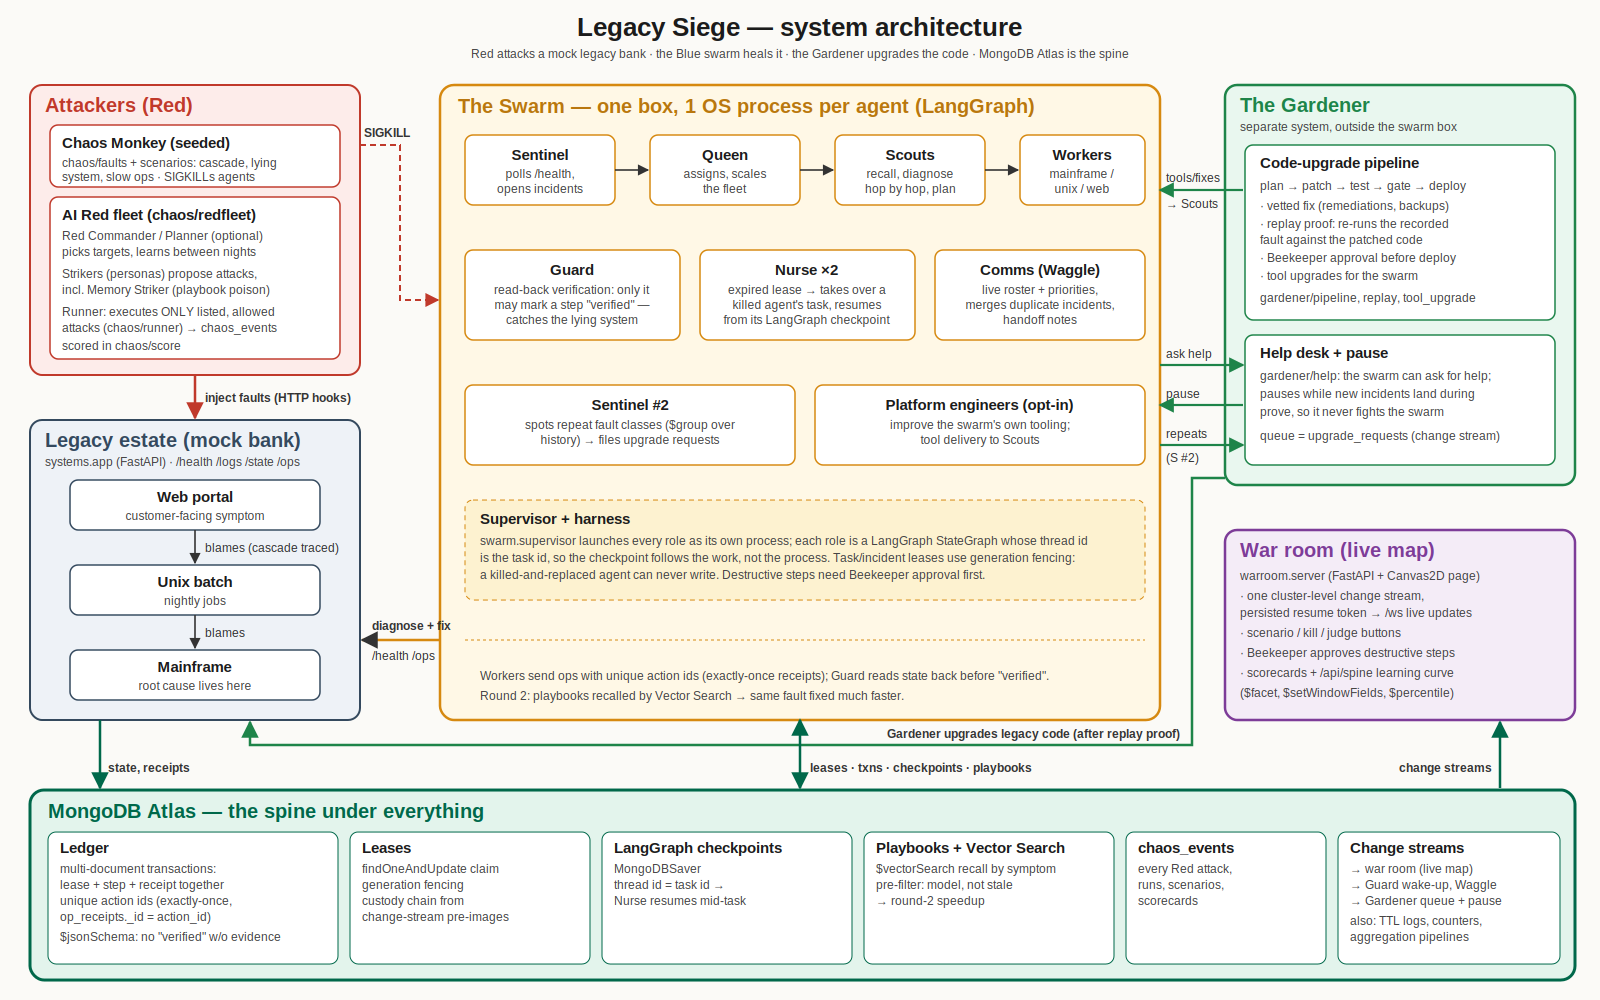 Legacy Siege — system architecture
Red attacks a mock legacy bank · the Blue swarm heals it · the Gardener upgrades the code · MongoDB Atlas is the spine
Attackers (Red)
Chaos Monkey (seeded)
chaos/faults + scenarios: cascade, lying
system, slow ops · SIGKILLs agents
AI Red fleet (chaos/redfleet)
Red Commander / Planner (optional)
picks targets, learns between nights
Strikers (personas) propose attacks,
incl. Memory Striker (playbook poison)
Runner: executes ONLY listed, allowed
attacks (chaos/runner) → chaos_events
scored in chaos/score
SIGKILL
inject faults (HTTP hooks)
Legacy estate (mock bank)
systems.app (FastAPI) · /health /logs /state /ops
Web portal
customer-facing symptom
blames (cascade traced)
Unix batch
nightly jobs
blames
Mainframe
root cause lives here
The Swarm — one box, 1 OS process per agent (LangGraph)
Sentinel
polls /health,
opens incidents
Queen
assigns, scales
the fleet
Scouts
recall, diagnose
hop by hop, plan
Workers
mainframe /
unix / web
Guard
read-back verification: only it
may mark a step "verified" —
catches the lying system
Nurse ×2
expired lease → takes over a
killed agent's task, resumes
from its LangGraph checkpoint
Comms (Waggle)
live roster + priorities,
merges duplicate incidents,
handoff notes
Sentinel #2
spots repeat fault classes ($group over
history) → files upgrade requests
Platform engineers (opt-in)
improve the swarm's own tooling;
tool delivery to Scouts
Supervisor + harness
swarm.supervisor launches every role as its own process; each role is a LangGraph StateGraph whose thread id
is the task id, so the checkpoint follows the work, not the process. Task/incident leases use generation fencing:
a killed-and-replaced agent can never write. Destructive steps need Beekeeper approval first.
diagnose + fix
/health /ops
Workers send ops with unique action ids (exactly-once receipts); Guard reads state back before "verified".
Round 2: playbooks recalled by Vector Search → same fault fixed much faster.
tools/fixes
→ Scouts
ask help
pause
repeats
(S #2)
The Gardener
separate system, outside the swarm box
Code-upgrade pipeline
plan → patch → test → gate → deploy
· vetted fix (remediations, backups)
· replay proof: re-runs the recorded
fault against the patched code
· Beekeeper approval before deploy
· tool upgrades for the swarm
gardener/pipeline, replay, tool_upgrade
Help desk + pause
gardener/help: the swarm can ask for help;
pauses while new incidents land during
prove, so it never fights the swarm
queue = upgrade_requests (change stream)
War room (live map)
warroom.server (FastAPI + Canvas2D page)
· one cluster-level change stream,
persisted resume token → /ws live updates
· scenario / kill / judge buttons
· Beekeeper approves destructive steps
· scorecards + /api/spine learning curve
($facet, $setWindowFields, $percentile)
Gardener upgrades legacy code (after replay proof)
state, receipts
leases · txns · checkpoints · playbooks
change streams
MongoDB Atlas — the spine under everything
Ledger
multi-document transactions:
lease + step + receipt together
unique action ids (exactly-once,
op_receipts._id = action_id)
$jsonSchema: no "verified" w/o evidence
Leases
findOneAndUpdate claim
generation fencing
custody chain from
change-stream pre-images
LangGraph checkpoints
MongoDBSaver
thread id = task id →
Nurse resumes mid-task
Playbooks + Vector Search
$vectorSearch recall by symptom
pre-filter: model, not stale
→ round-2 speedup
chaos_events
every Red attack,
runs, scenarios,
scorecards
Change streams
→ war room (live map)
→ Guard wake-up, Waggle
→ Gardener queue + pause
also: TTL logs, counters,
aggregation pipelines